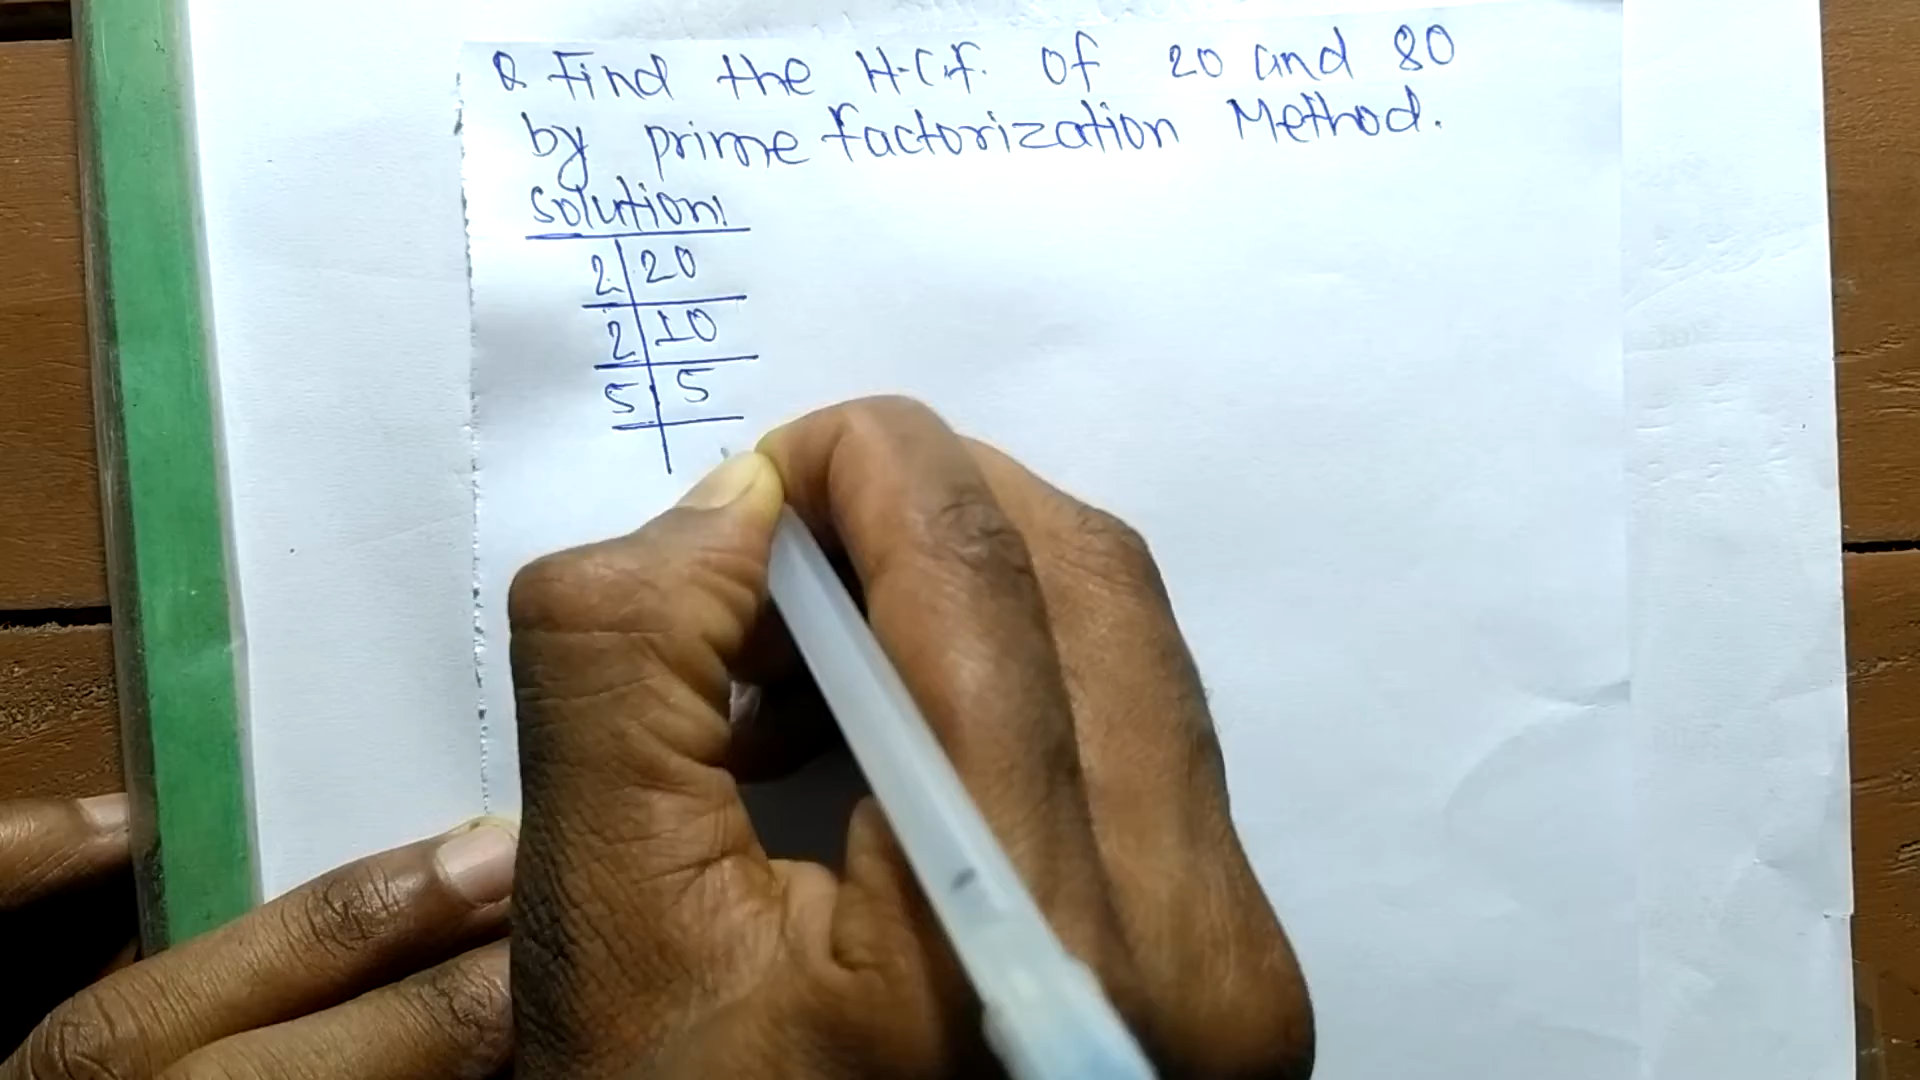 Q Find the H.C.f. of 20 and 80
by prime factorization Method.
Solution:
2 20
2 10
5 5